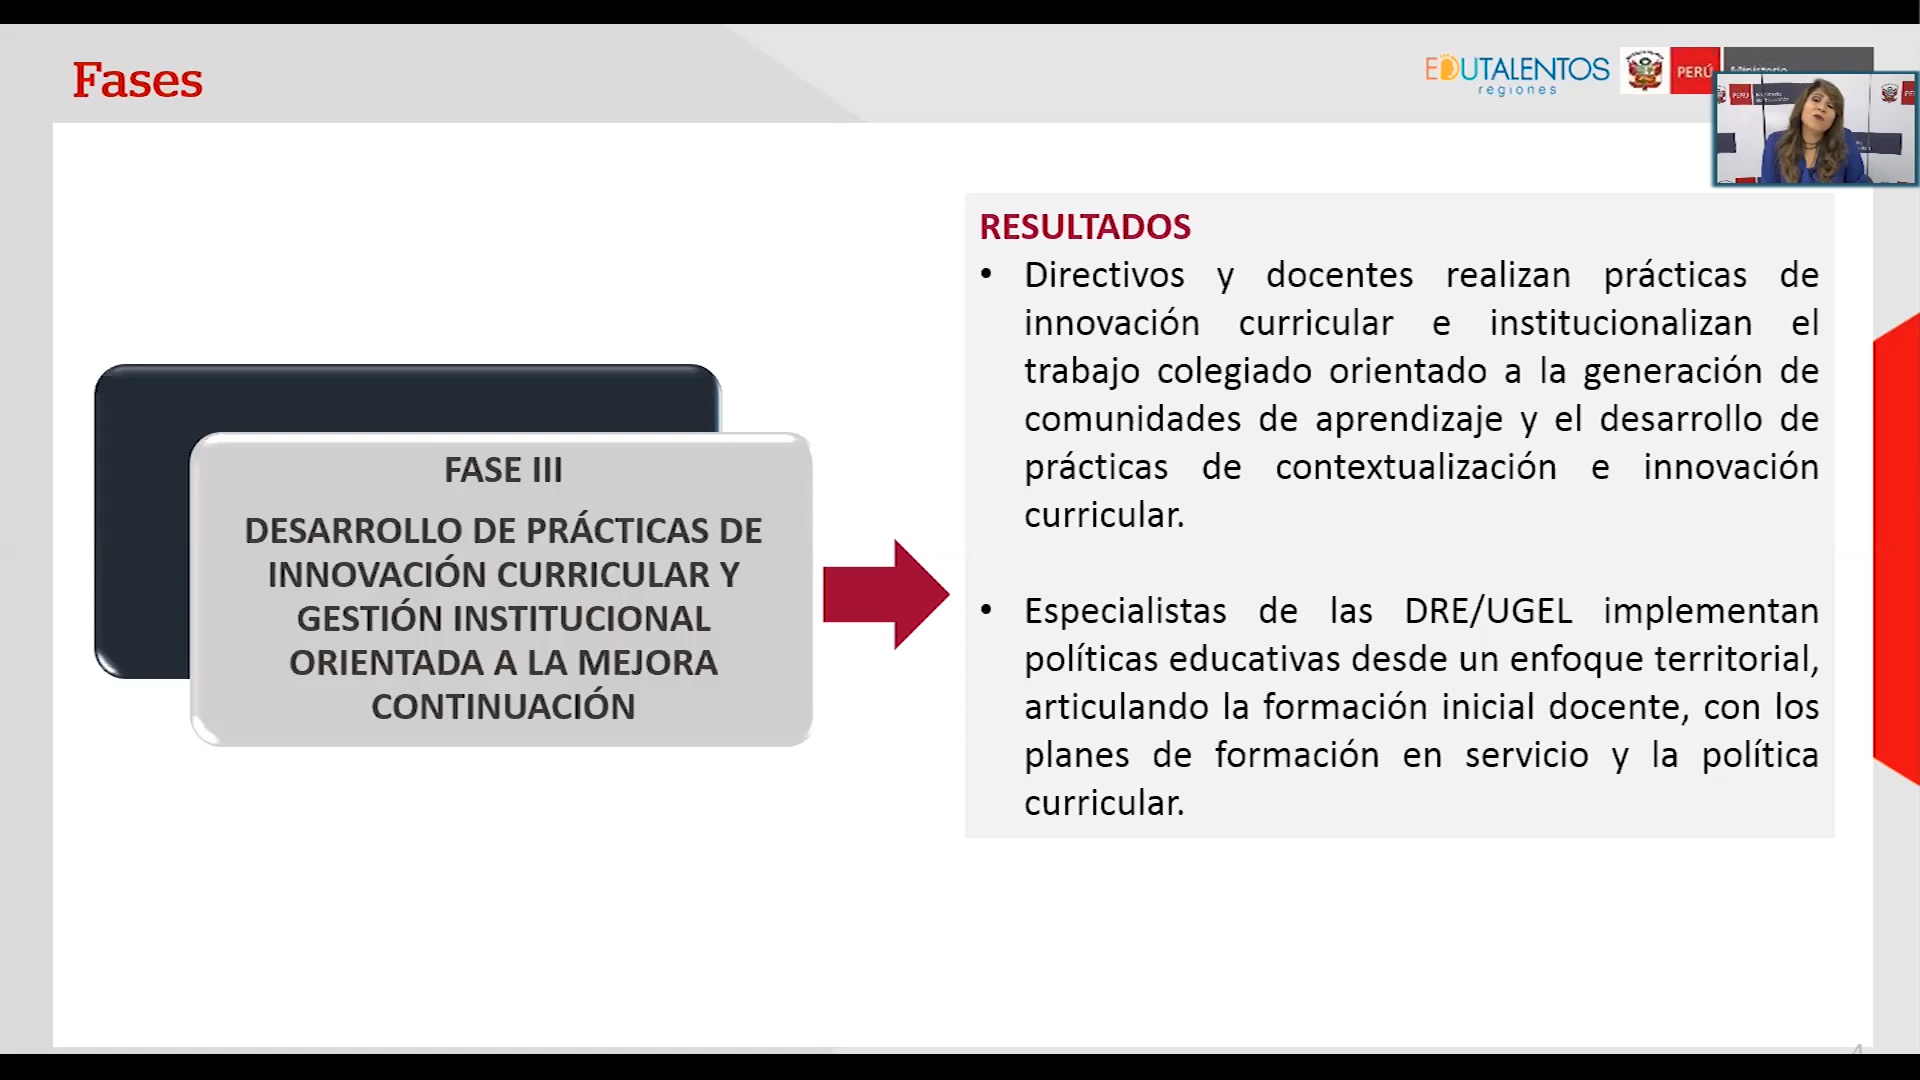 Fases
EDUTALENTOS
regiones
PERÚ
Ministerio
PERÚ
FASE III
DESARROLLO DE PRÁCTICAS DE
INNOVACIÓN CURRICULAR Y
GESTIÓN INSTITUCIONAL
ORIENTADA A LA MEJORA
CONTINUACIÓN
RESULTADOS
• Directivos y docentes realizan prácticas de
innovación curricular e institucionalizan el
trabajo colegiado orientado a la generación de
comunidades de aprendizaje y el desarrollo de
prácticas de contextualización e innovación
curricular.
• Especialistas de las DRE/UGEL implementan
políticas educativas desde un enfoque territorial,
articulando la formación inicial docente, con los
planes de formación en servicio y la política
curricular.
4